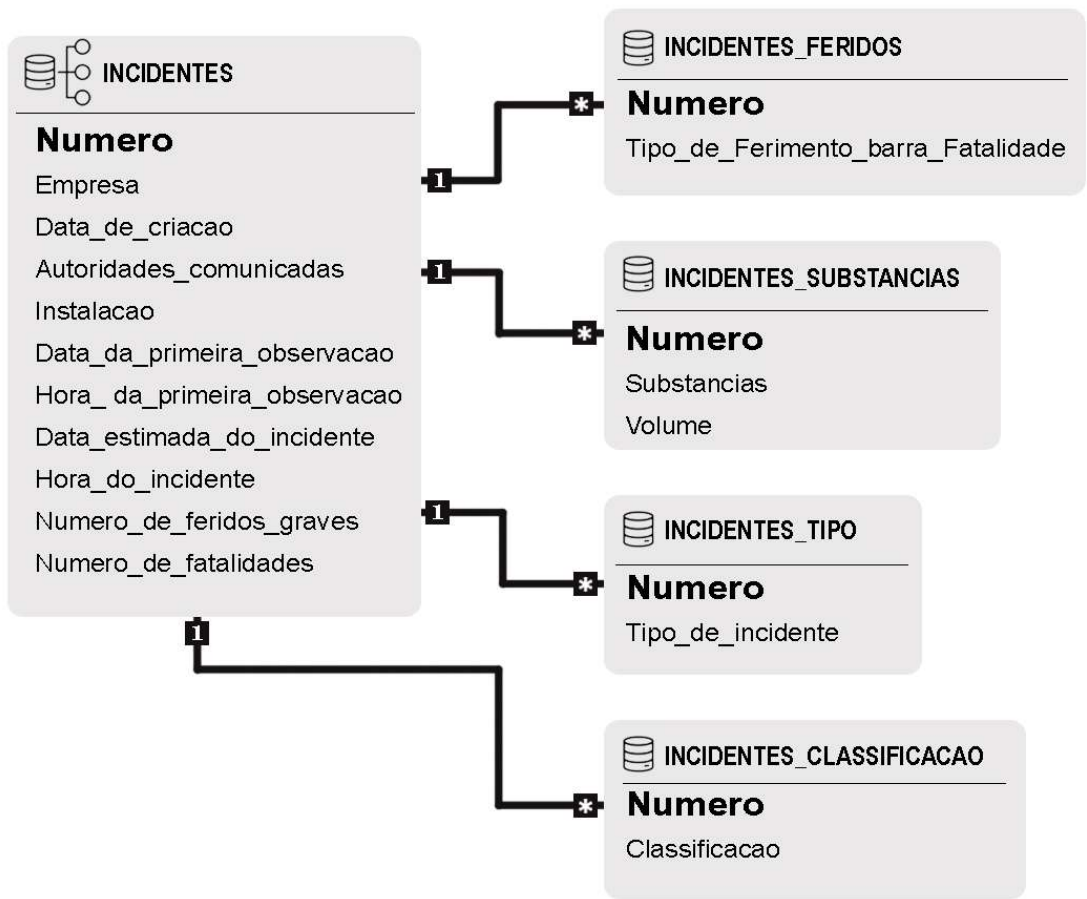 INCIDENTES
Numero
Empresa
Data_de_criacao
Autoridades_comunicadas
Instalacao
Data_da_primeira_observacao
Hora_ da_primeira_observacao
Data_estimada_do_incidente
Hora_do_incidente
Numero_de_feridos_graves
Numero_de_fatalidades
1
1
1
1
*
*
*
*
INCIDENTES_FERIDOS
Numero
Tipo_de_Ferimento_barra_Fatalidade
INCIDENTES_SUBSTANCIAS
Numero
Substancias
Volume
INCIDENTES_TIPO
Numero
Tipo_de_incidente
INCIDENTES_CLASSIFICACAO
Numero
Classificacao